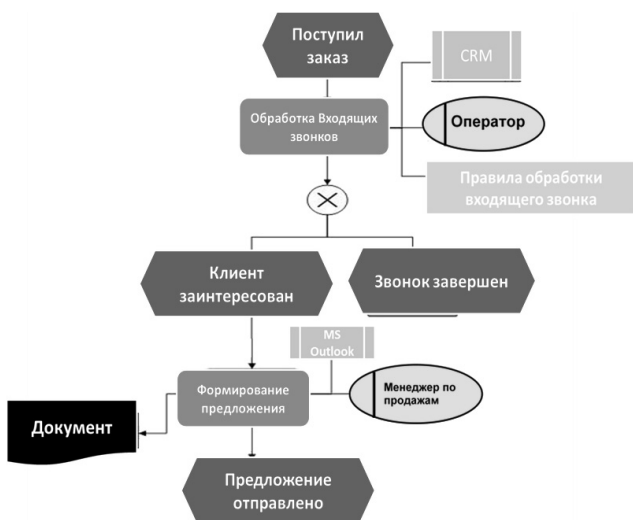 Поступил
заказ
CRM
Обработка Входящих
звонков
Оператор
Правила обработки
входящего звонка
Клиент
заинтересован
Звонок завершен
MS
Outlook
Формирование
предложения
Менеджер по
продажам
Документ
Предложение
отправлено